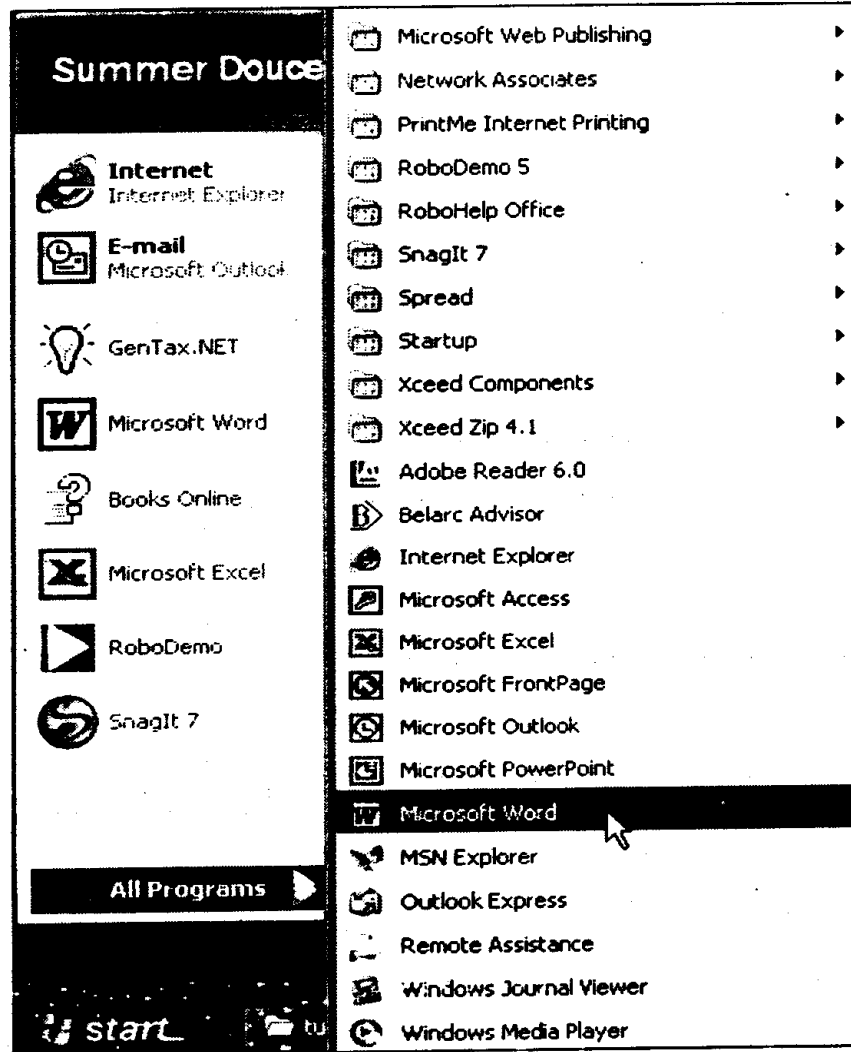 Summer Douce
Internet
Internet Explorer
E-mail
Microsoft Outlook
GenTax.NET
Microsoft Word
Books Online
Microsoft Excel
RoboDemo
SnagIt 7
All Programs
start
tu
Microsoft Web Publishing
Network Associates
PrintMe Internet Printing
RoboDemo 5
RoboHelp Office
SnagIt 7
Spread
Startup
Xceed Components
Xceed Zip 4.1
Adobe Reader 6.0
Belarc Advisor
Internet Explorer
Microsoft Access
Microsoft Excel
Microsoft FrontPage
Microsoft Outlook
Microsoft PowerPoint
Microsoft Word
MSN Explorer
Outlook Express
Remote Assistance
Windows Journal Viewer
Windows Media Player